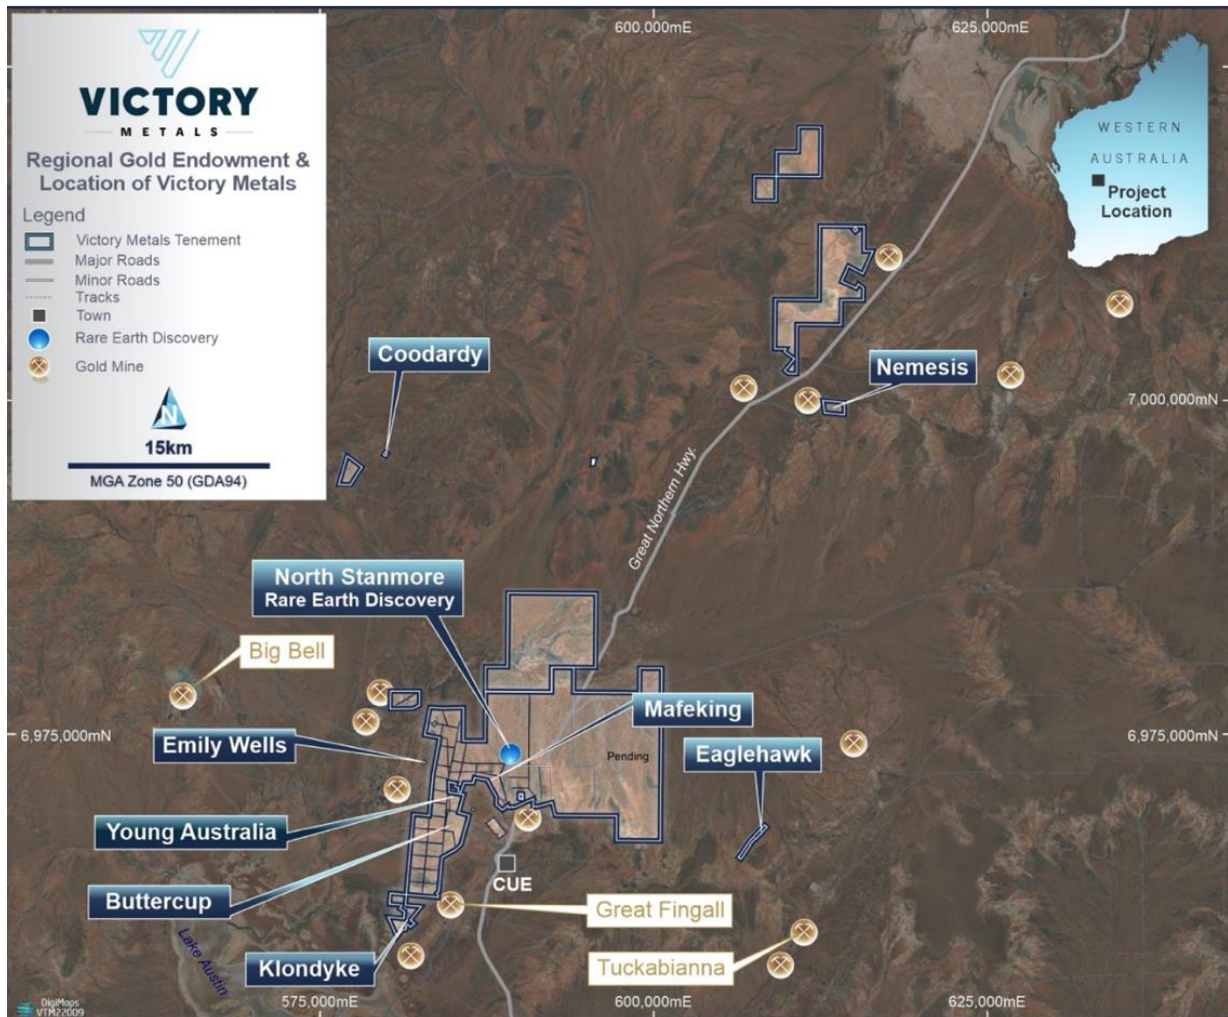 600,000mE
625,000mE
VICTORY
METALS
Regional Gold Endowment &
Location of Victory Metals
Legend
Victory Metals Tenement
Major Roads
Minor Roads
Tracks
Town
Rare Earth Discovery
Gold Mine
N
15km
MGA Zone 50 (GDA94)
WESTERN
AUSTRALIA
Project
Location
Coodardy
Nemesis
7,000,000mN
Great Northern Hwy.
North Stanmore
Rare Earth Discovery
Big Bell
Mafeking
6,975,000mN
Emily Wells
Pending
Eaglehawk
6,975,000mN
Young Australia
CUE
Buttercup
Great Fingall
Lake Austin
Klondyke
Tuckabianna
DigiMaps
VTM22009
575,000mE
600,000mE
625,000mE